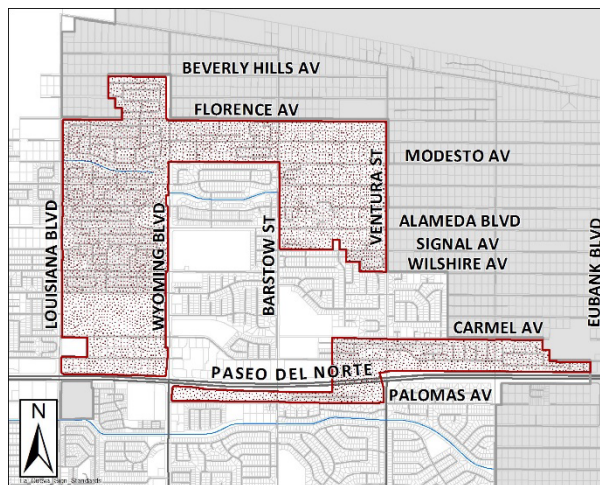 BEVERLY HILLS AV
FLORENCE AV
MODESTO AV
VENTURA ST
ALAMEDA BLVD
SIGNAL AV
WILSHIRE AV
LOUISIANA BLVD
WYOMING BLVD
BARSTOW ST
EUBANK BLVD
CARMEL AV
PASEO DEL NORTE
PALOMAS AV
N